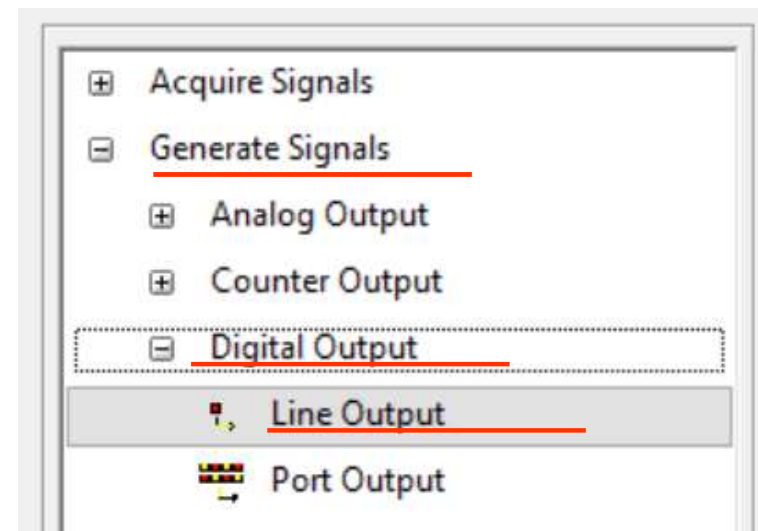 Acquire Signals
Generate Signals
Analog Output
Counter Output
Digital Output
Line Output
Port Output